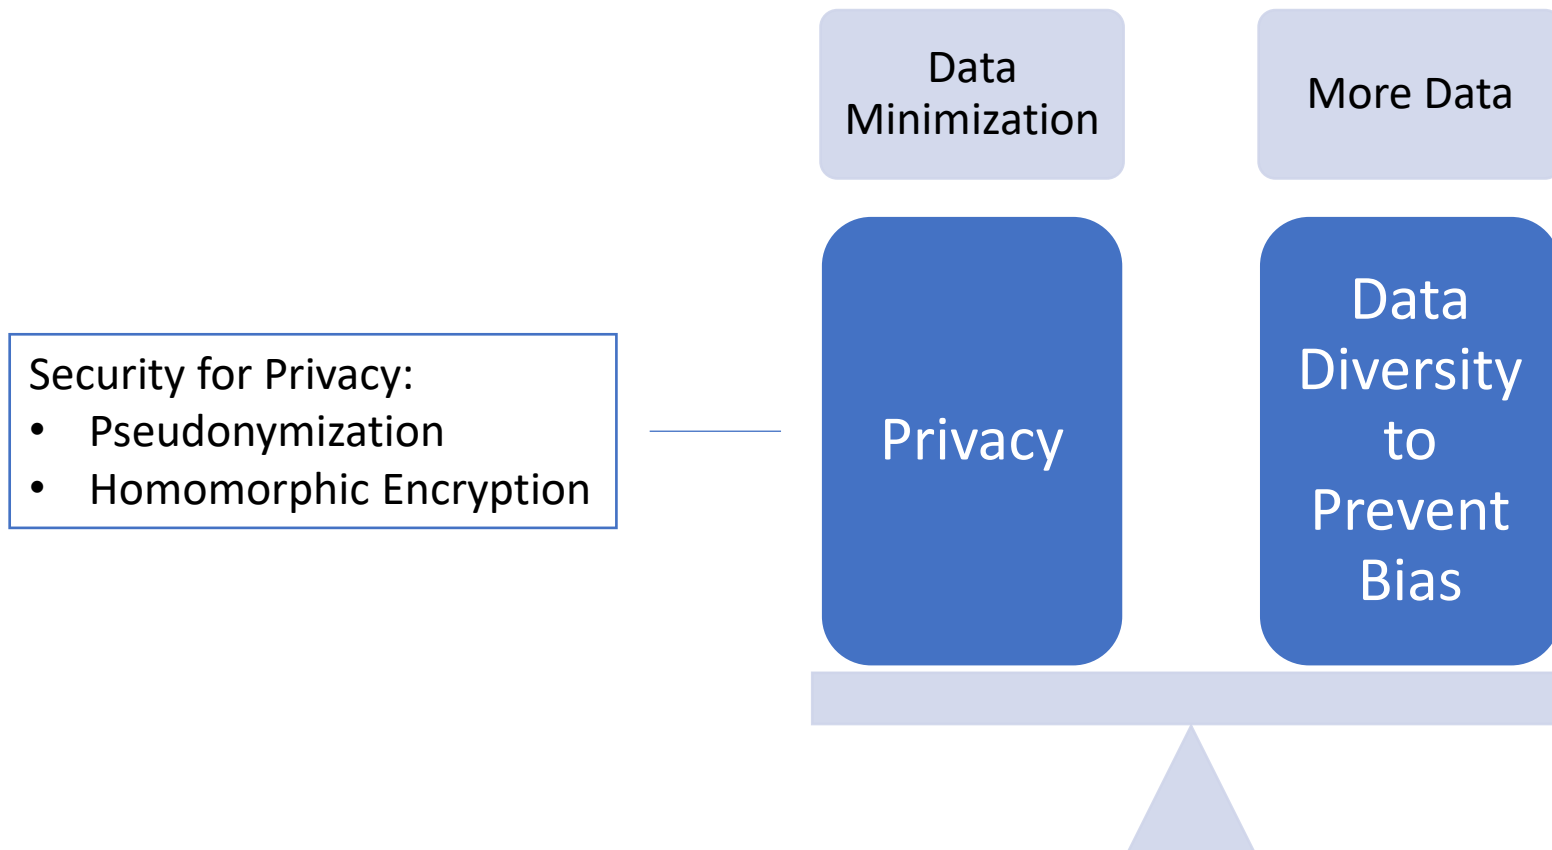 Data
Minimization
More Data
Security for Privacy:
• Pseudonymization
• Homomorphic Encryption
Privacy
Data
Diversity
to
Prevent
Bias